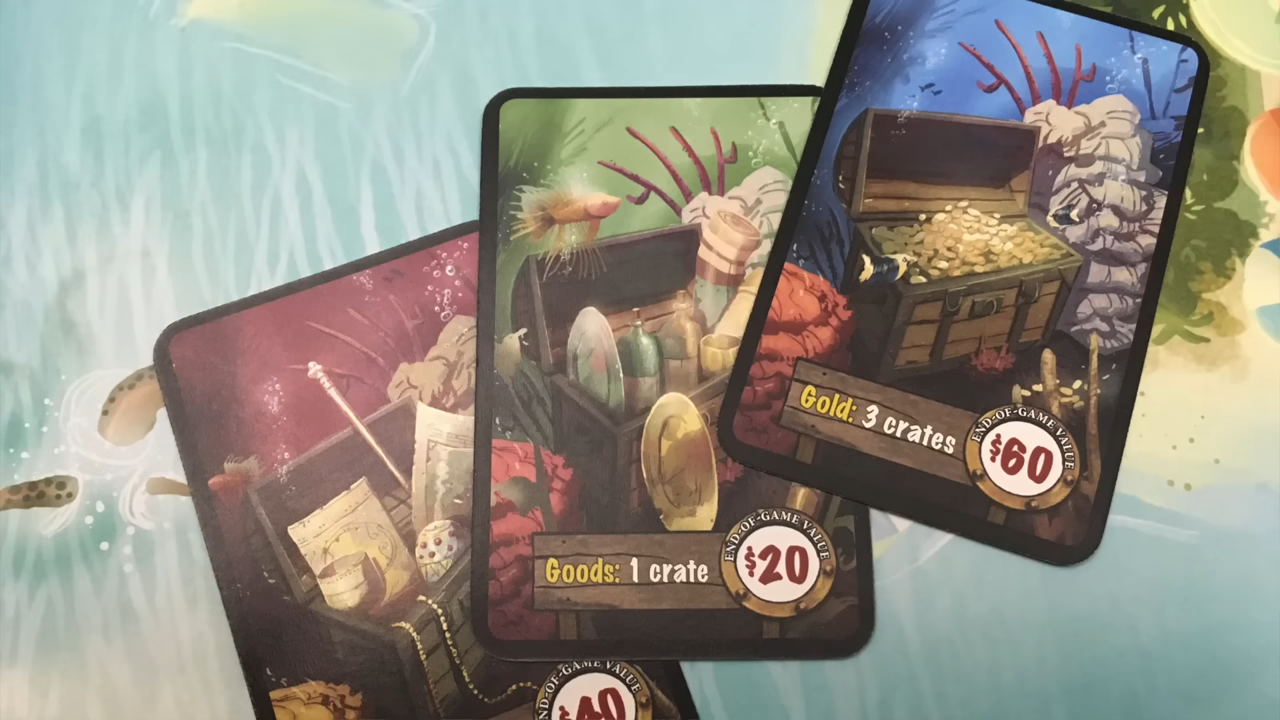 Gold: 3 crates
END-OF-GAME VALUE
$60
Goods: 1 crate
END-OF-GAME VALUE
$20
END-OF-GAME VALUE
$40